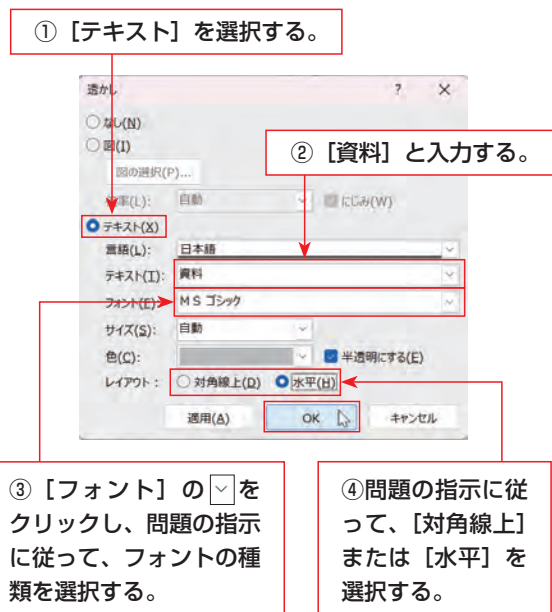 ①［テキスト］を選択する。
透かし ? ×
なし(N)
図(I)
②［資料］と入力する。
図の選択(P)...
自動 にじみ(W)
テキスト(X)
言語(L): 日本語
テキスト(T): 資料
フォント(F): ＭＳ ゴシック
サイズ(S): 自動
色(C): 半透明にする(E)
レイアウト： 対角線上(D) 水平(H)
適用(A) OK キャンセル
③［フォント］の を
クリックし、問題の指示
に従って、フォントの種
類を選択する。
④問題の指示に従
って、［対角線上］
または［水平］を
選択する。